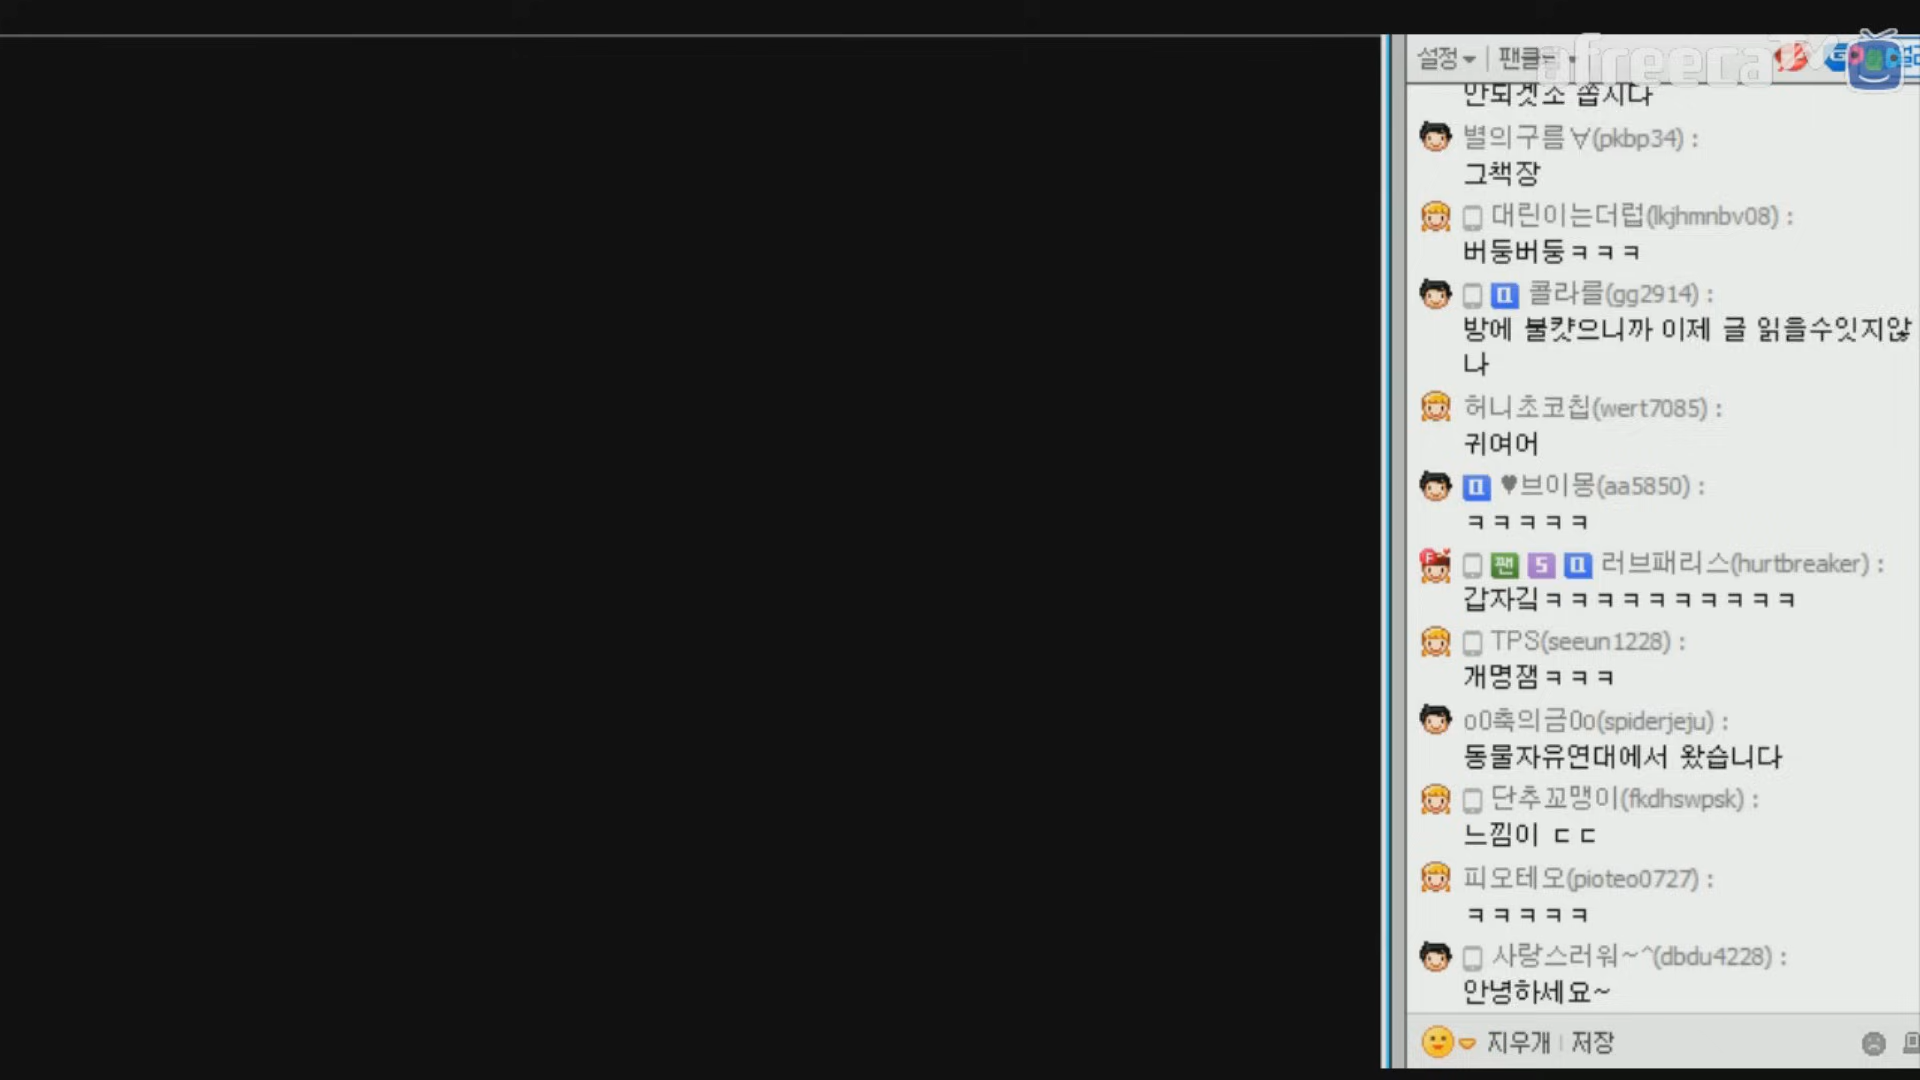 설정
팬클
afreecaTV
안되겟소 쏩시다
별의구름∀(pkbp34) :
그책장
대린이는더럽(lkjhmnbv08) :
버둥버둥ㅋㅋㅋ
콜라를(gg2914) :
방에 불캿으니까 이제 글 읽을수잇지않
나
허니초코칩(wert7085) :
귀여어
♥브이몽(aa5850) :
ㅋㅋㅋㅋㅋ
팬 5 러브패리스(hurtbreaker) :
갑자긱ㅋㅋㅋㅋㅋㅋㅋㅋㅋㅋ
TPS(seeun1228) :
개명잼ㅋㅋㅋ
o0축의금0o(spiderjeju) :
동물자유연대에서 왔습니다
단추꼬맹이(fkdhswpsk) :
느낌이 ㄷㄷ
피오테오(pioteo0727) :
ㅋㅋㅋㅋㅋ
사랑스러워~^(dbdu4228) :
안녕하세요~
지우개 | 저장